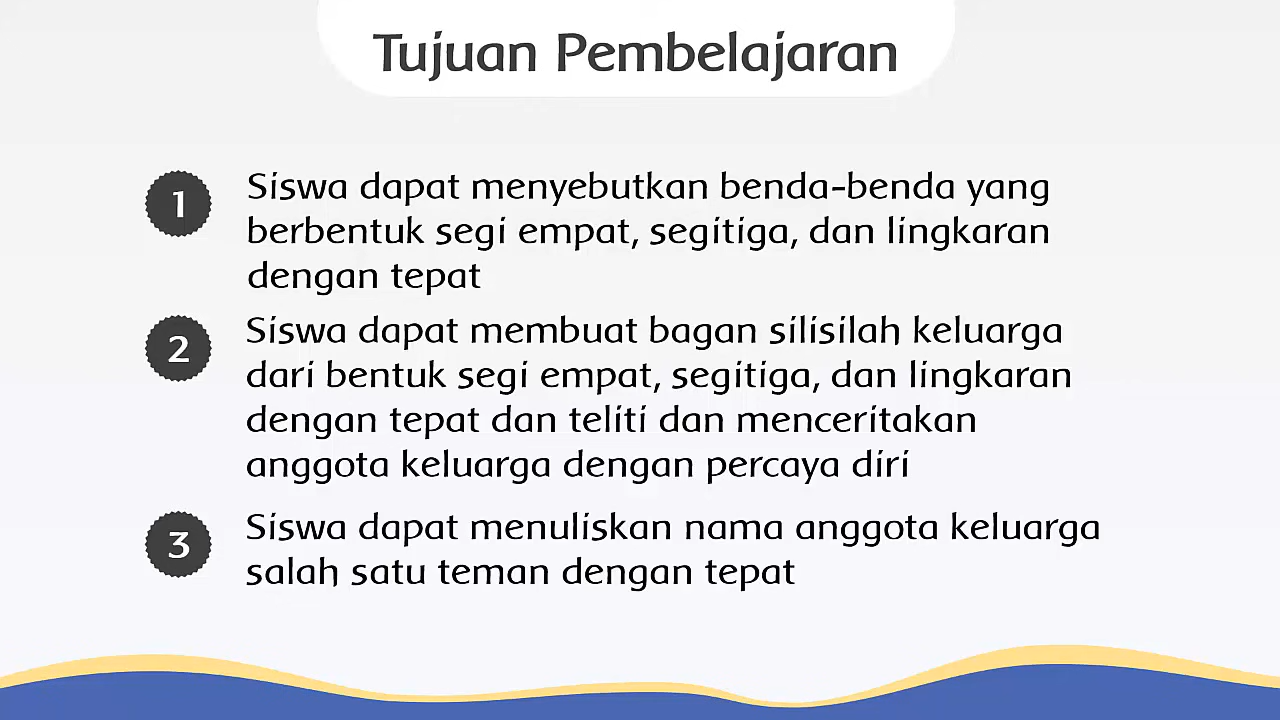 Tujuan Pembelajaran
1
Siswa dapat menyebutkan benda-benda yang
berbentuk segi empat, segitiga, dan lingkaran
dengan tepat
2
Siswa dapat membuat bagan silisilah keluarga
dari bentuk segi empat, segitiga, dan lingkaran
dengan tepat dan teliti dan menceritakan
anggota keluarga dengan percaya diri
3
Siswa dapat menuliskan nama anggota keluarga
salah satu teman dengan tepat